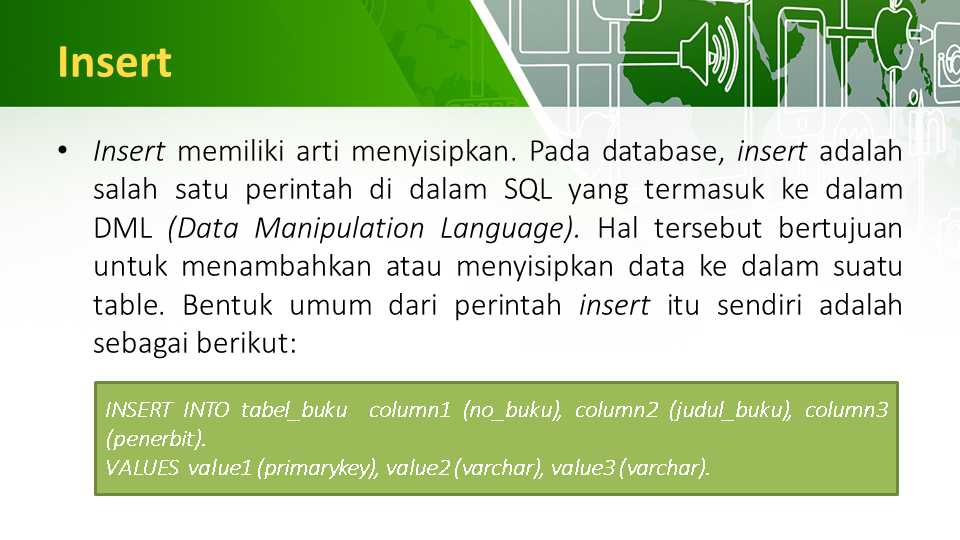 Insert
• Insert memiliki arti menyisipkan. Pada database, insert adalah
salah satu perintah di dalam SQL yang termasuk ke dalam
DML (Data Manipulation Language). Hal tersebut bertujuan
untuk menambahkan atau menyisipkan data ke dalam suatu
table. Bentuk umum dari perintah insert itu sendiri adalah
sebagai berikut:
INSERT INTO tabel_buku column1 (no_buku), column2 (judul_buku), column3
(penerbit).
VALUES value1 (primarykey), value2 (varchar), value3 (varchar).